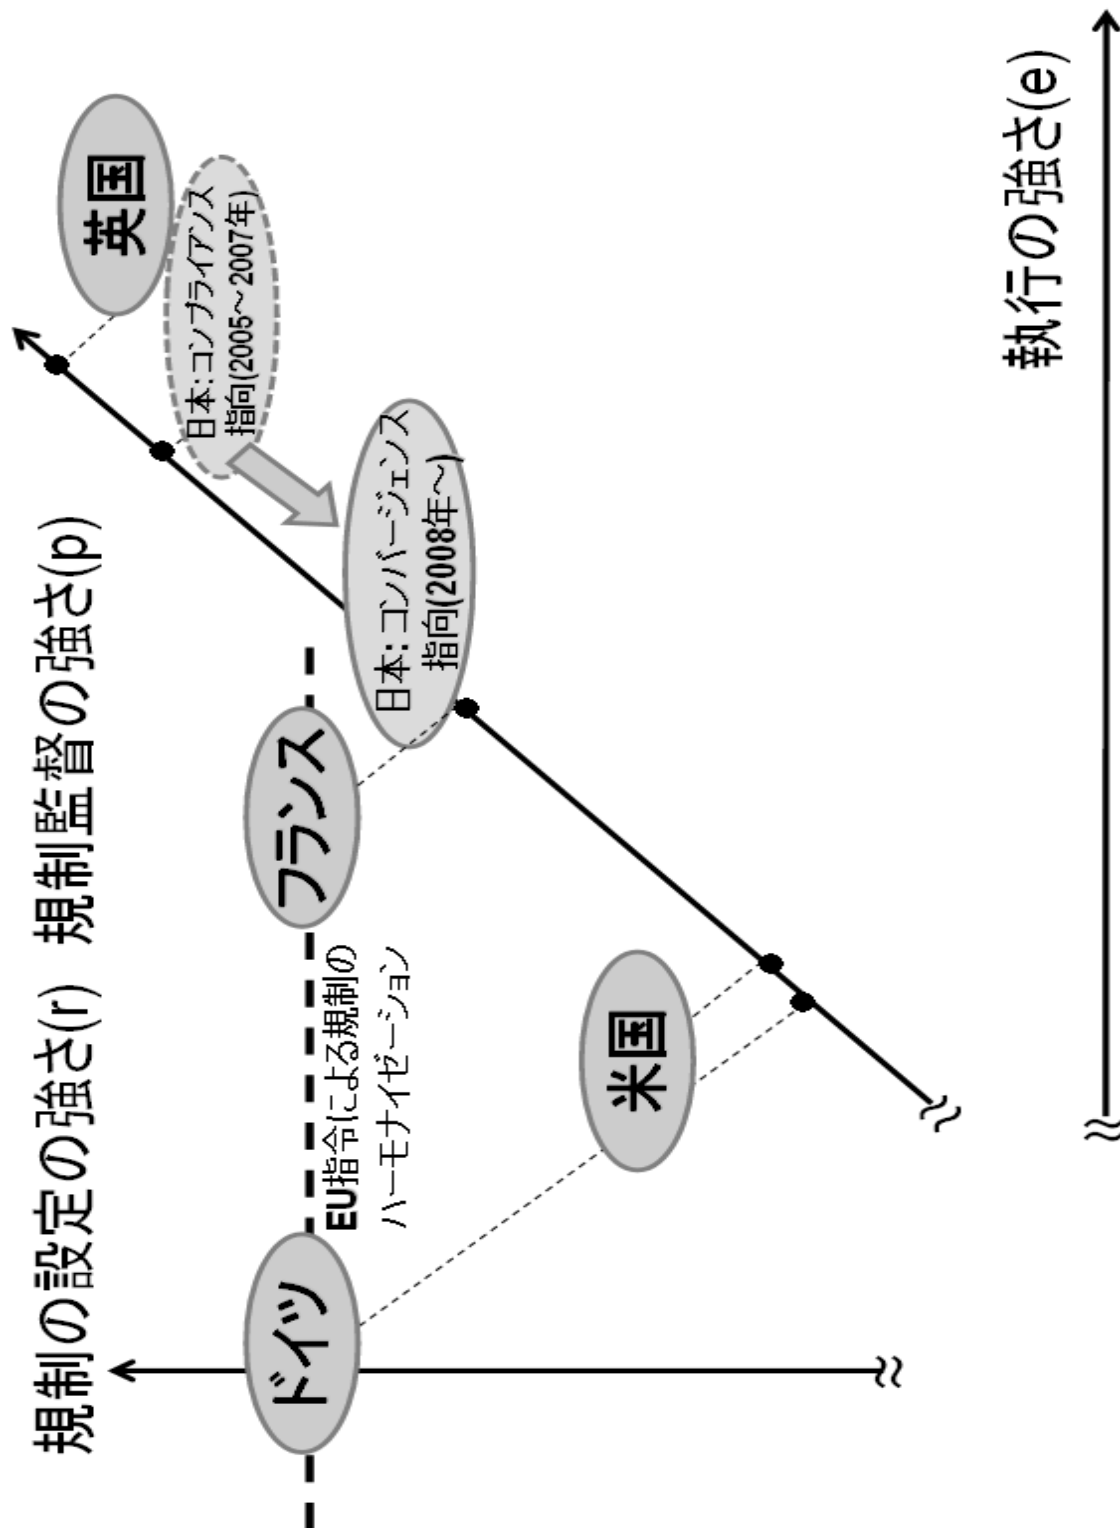 規制の設定の強さ(r)
規制監督の強さ(p)
英国
日本:コンプライアンス
指向(2005～2007年)
ドイツ
フランス
EU指令による規制の
ハーモナイゼーション
日本:コンバージェンス
指向(2008年～)
米国
執行の強さ(e)